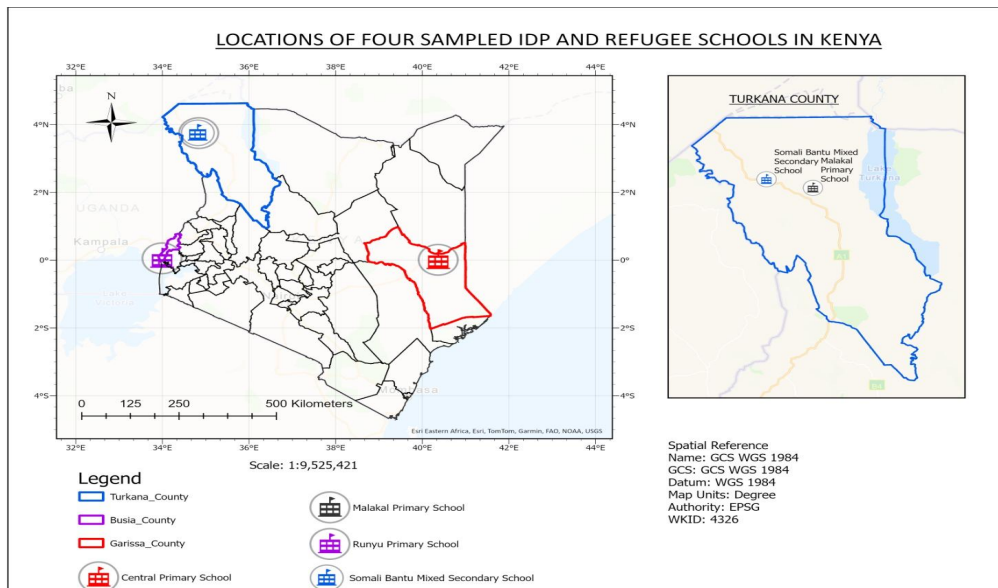 LOCATIONS OF FOUR SAMPLED IDP AND REFUGEE SCHOOLS IN KENYA
32°E 34°E 36°E 38°E 40°E 42°E 44°E
N
4°N 4°N
2°N 2°N
UGANDA
Kampala
0° 0°
2°S 2°S
4°S 4°S
0 125 250 500 Kilometers
Esri Eastern Africa, Esri, TomTom, Garmin, FAO, NOAA, USGS
32°E 34°E 36°E 38°E 40°E 42°E 44°E
Scale: 1:9,525,421
TURKANA COUNTY
Somali Bantu Mixed
Secondary
School
Malakal
Primary
School
Lake
Turkana
Legend
Turkana_County
Busia_County
Garissa_County
Central Primary School
Malakal Primary School
Runyu Primary School
Somali Bantu Mixed Secondary School
Spatial Reference
Name: GCS WGS 1984
GCS: GCS WGS 1984
Datum: WGS 1984
Map Units: Degree
Authority: EPSG
WKID: 4326